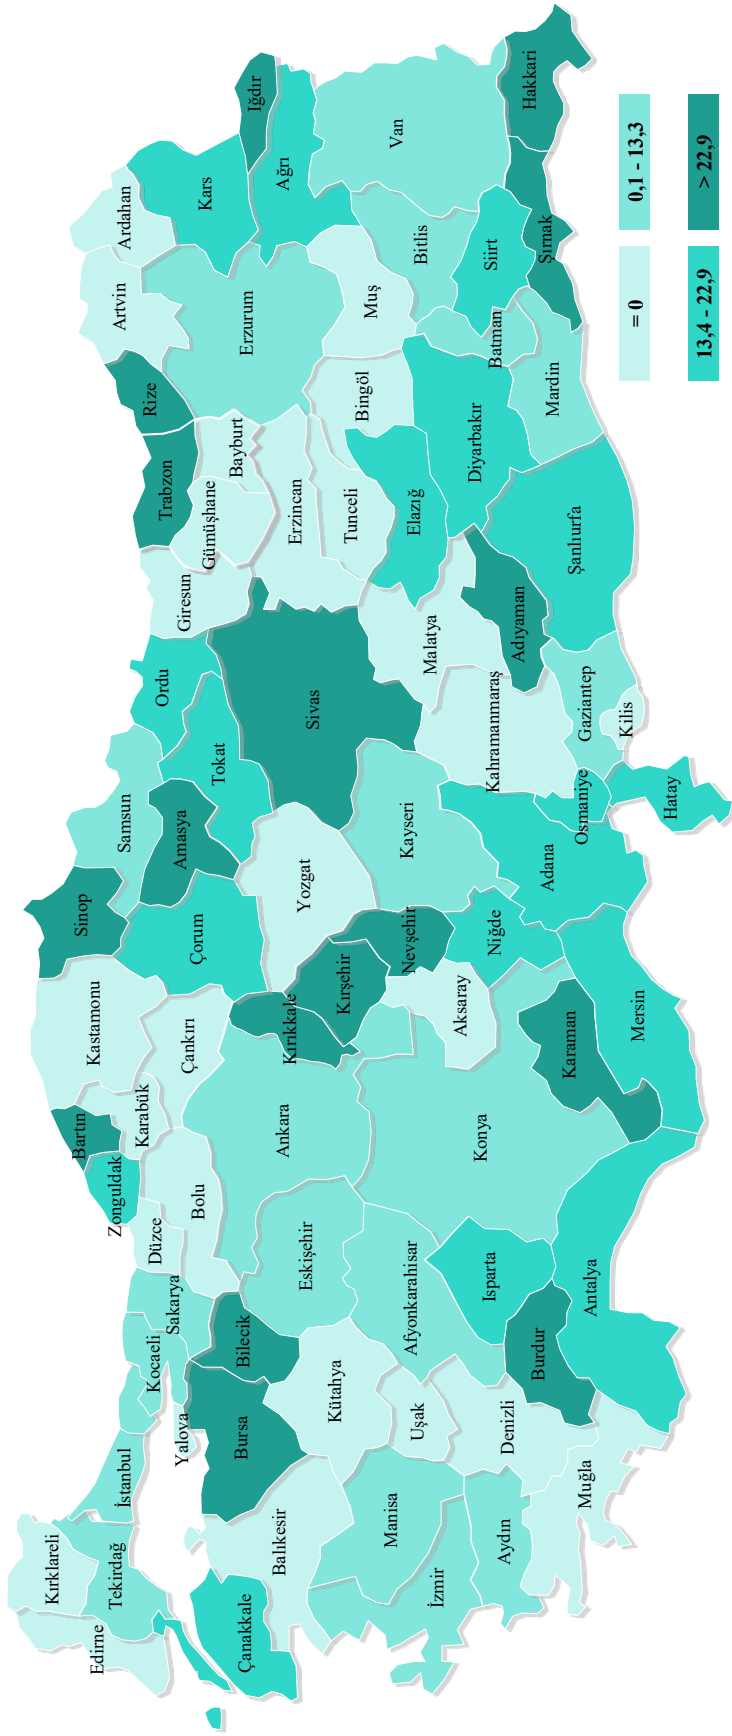 Kırklareli
Edirne
Tekirdağ
İstanbul
Kocaeli
Yalova
Sakarya
Düzce
Zonguldak
Bartın
Karabük
Kastamonu
Sinop
Samsun
Ordu
Giresun
Trabzon
Rize
Artvin
Ardahan
Çanakkale
Balıkesir
Bursa
Bilecik
Bolu
Çankırı
Çorum
Amasya
Tokat
Gümüşhane
Bayburt
Erzurum
Kars
Iğdır
Ağrı
Kütahya
Eskişehir
Ankara
Kırıkkale
Kırşehir
Yozgat
Sivas
Erzincan
Tunceli
Bingöl
Muş
Van
Manisa
İzmir
Uşak
Afyonkarahisar
Konya
Aksaray
Nevşehir
Niğde
Kayseri
Malatya
Elazığ
Diyarbakır
Bitlis
Siirt
Batman
Aydın
Denizli
Isparta
Burdur
Muğla
Antalya
Karaman
Mersin
Adana
Osmaniye
Kahramanmaraş
Gaziantep
Kilis
Hatay
Adıyaman
Şanlıurfa
Mardin
Şırnak
Hakkari
= 0
0,1 - 13,3
13,4 - 22,9
> 22,9